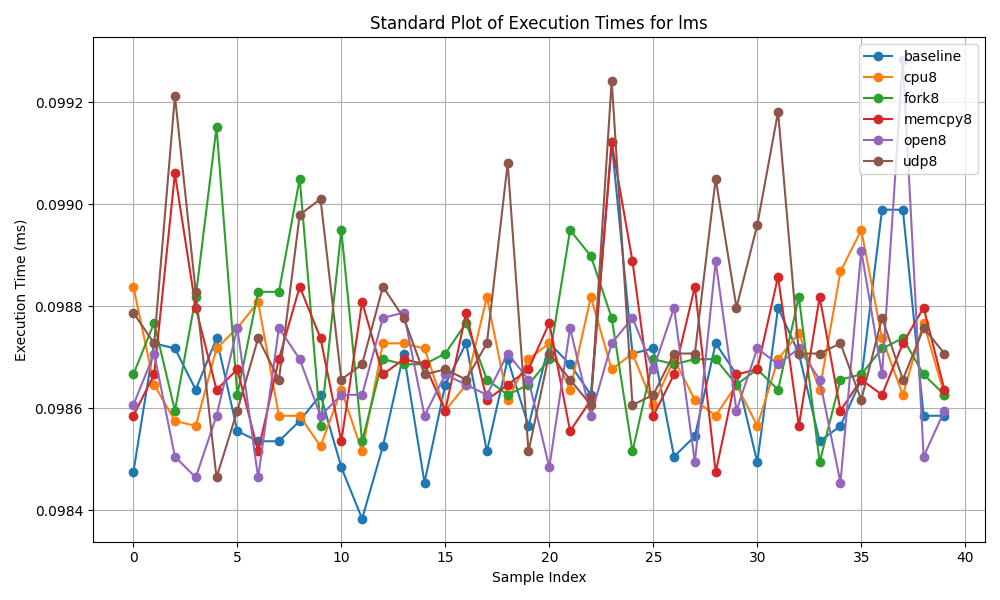 Standard Plot of Execution Times for lms
Execution Time (ms)
0.0992
0.0990
0.0988
0.0986
0.0984
baseline
cpu8
fork8
memcpy8
open8
udp8
0 5 10 15 20 25 30 35 40
Sample Index